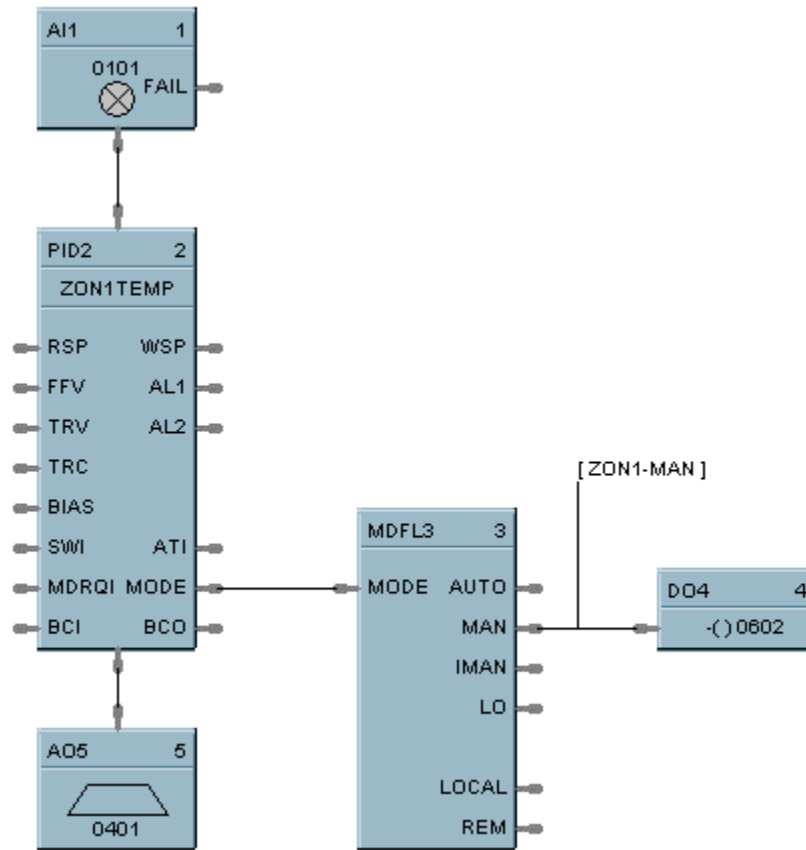 AI1 1
0101
FAIL
PID2 2
ZON1TEMP
RSP WSP
FFV AL1
TRV AL2
TRC
BIAS
SWI ATI
MDRQI MODE
BCI BCO
AO5 5
0401
MDFL3 3
MODE AUTO
MAN
IMAN
LO
LOCAL
REM
[ZON1-MAN]
DO4 4
-( )0602